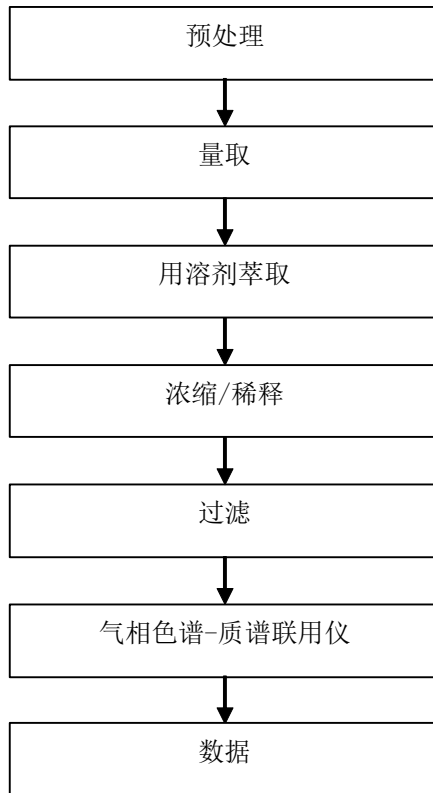 预处理
量取
用溶剂萃取
浓缩/稀释
过滤
气相色谱-质谱联用仪
数据